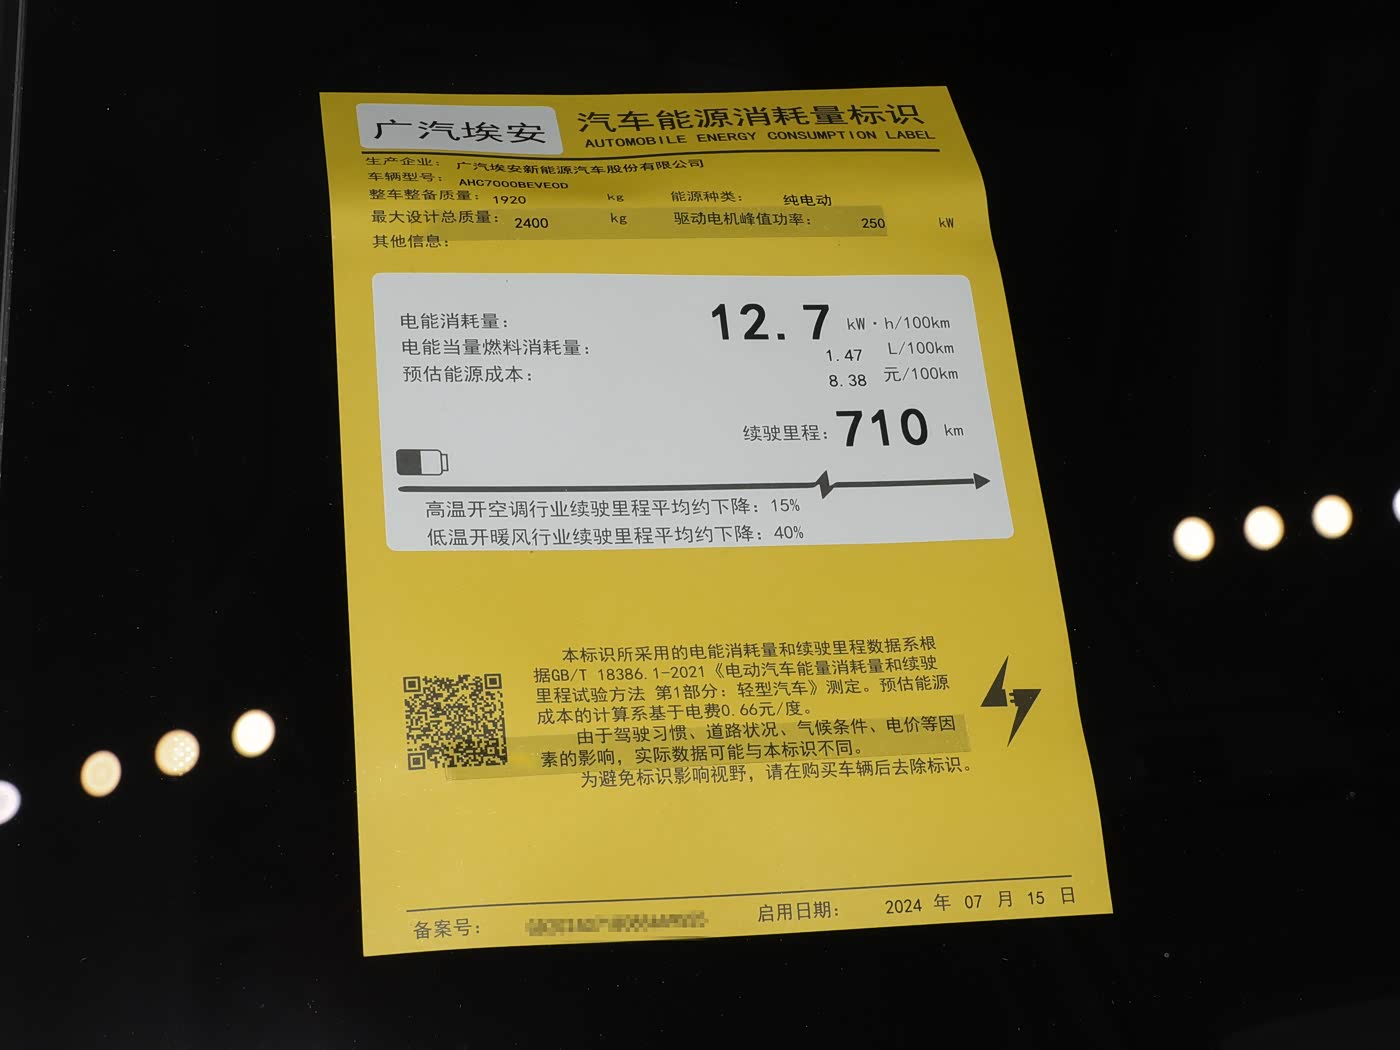 广汽埃安
汽车能源消耗量标识
AUTOMOBILE ENERGY CONSUMPTION LABEL
生产企业: 广汽埃安新能源汽车股份有限公司
车辆型号: AHC7000BEVE0D
整车整备质量: 1920 kg 能源种类: 纯电动
最大设计总质量: 2400 kg 驱动电机峰值功率: 250 kW
其他信息:
电能消耗量: 12.7 kW·h/100km
电能当量燃料消耗量: 1.47 L/100km
预估能源成本: 8.38 元/100km
续驶里程: 710 km
高温开空调行业续驶里程平均约下降: 15%
低温开暖风行业续驶里程平均约下降: 40%
本标识所采用的电能消耗量和续驶里程数据系根
据GB/T 18386.1-2021《电动汽车能量消耗量和续驶
里程试验方法 第1部分: 轻型汽车》测定。预估能源
成本的计算系基于电费0.66元/度。
由于驾驶习惯、道路状况、气候条件、电价等因
素的影响，实际数据可能与本标识不同。
为避免标识影响视野，请在购买车辆后去除标识。
备案号: 启用日期: 2024 年 07 月 15 日